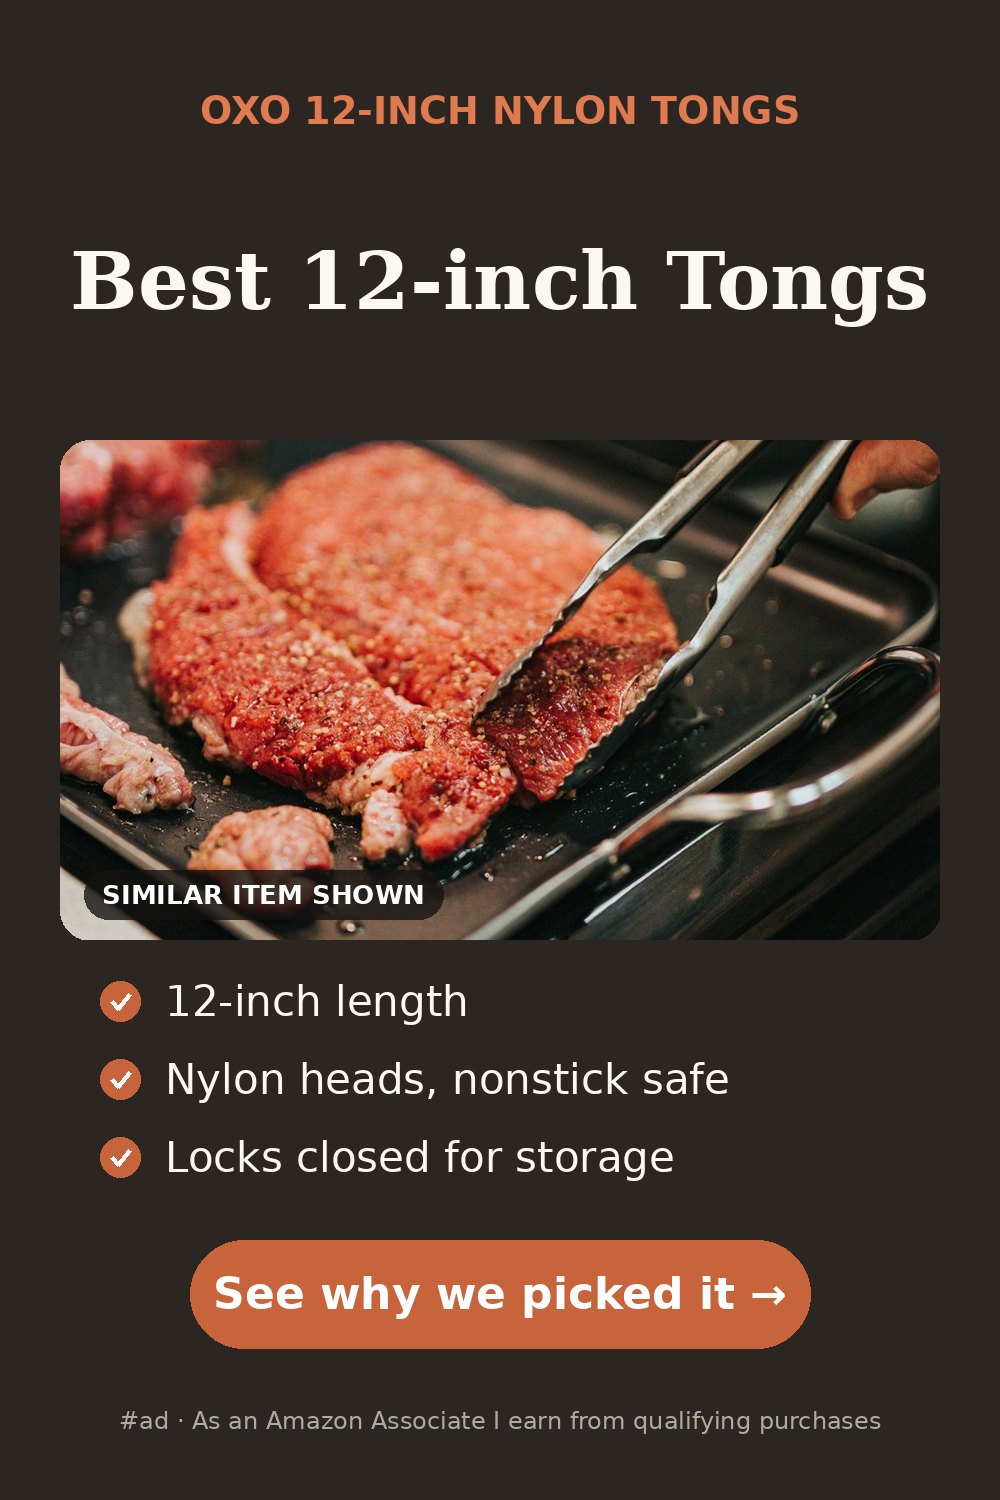 OXO 12-INCH NYLON TONGS
Best 12-inch Tongs
SIMILAR ITEM SHOWN
12-inch length
Nylon heads, nonstick safe
Locks closed for storage
See why we picked it →
#ad · As an Amazon Associate I earn from qualifying purchases